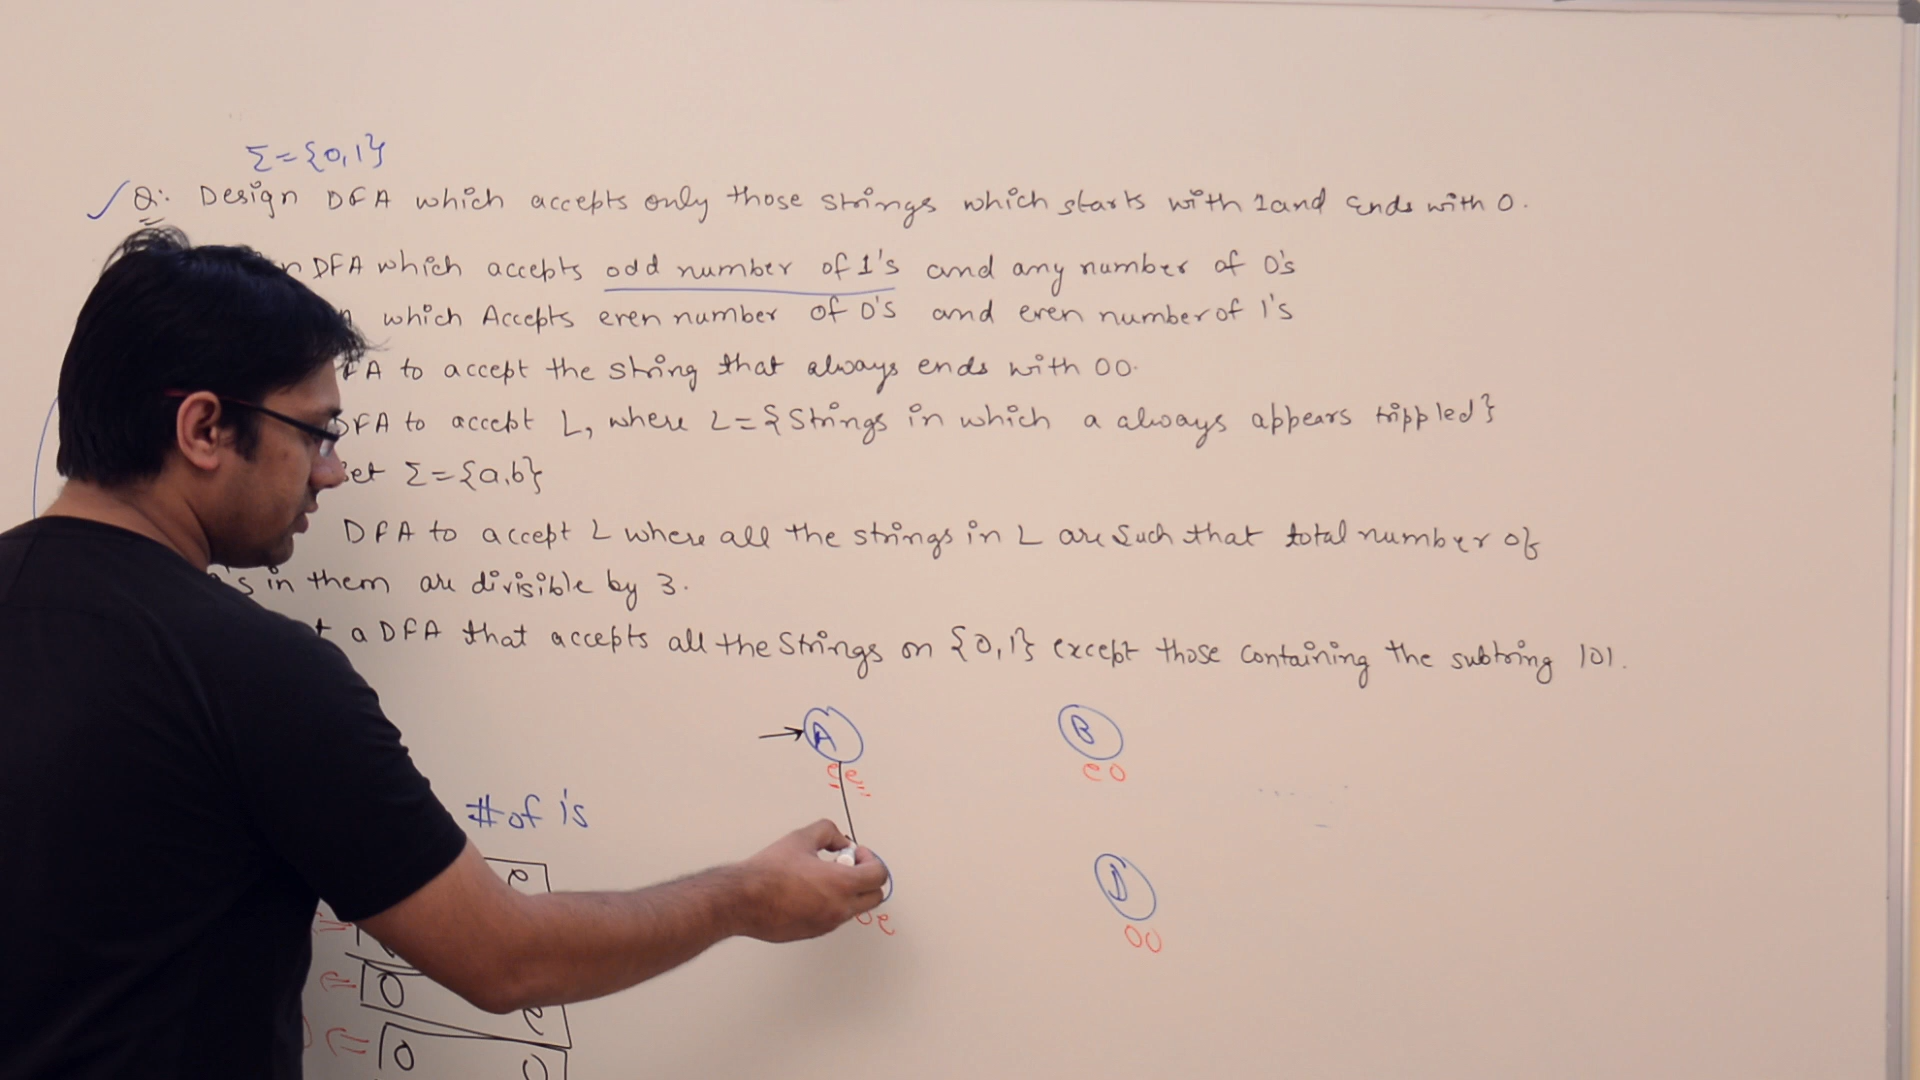 Σ={0,1}
Q: Design DFA which accepts only those strings which starts with 1 and Ends with 0.
n DFA which accepts odd number of 1's and any number of 0's
which Accepts even number of 0's and even number of 1's
FA to accept the string that always ends with 00.
DFA to accept L, where L={Strings in which a always appears trippled}
et Σ={a,b}
DFA to accept L where all the strings in L are such that total number of
's in them are divisible by 3.
t a DFA that accepts all the strings on {0,1} except those containing the substring 101.
A B
ee eo
# of 1's
e
D
oe
oo
o e
o o